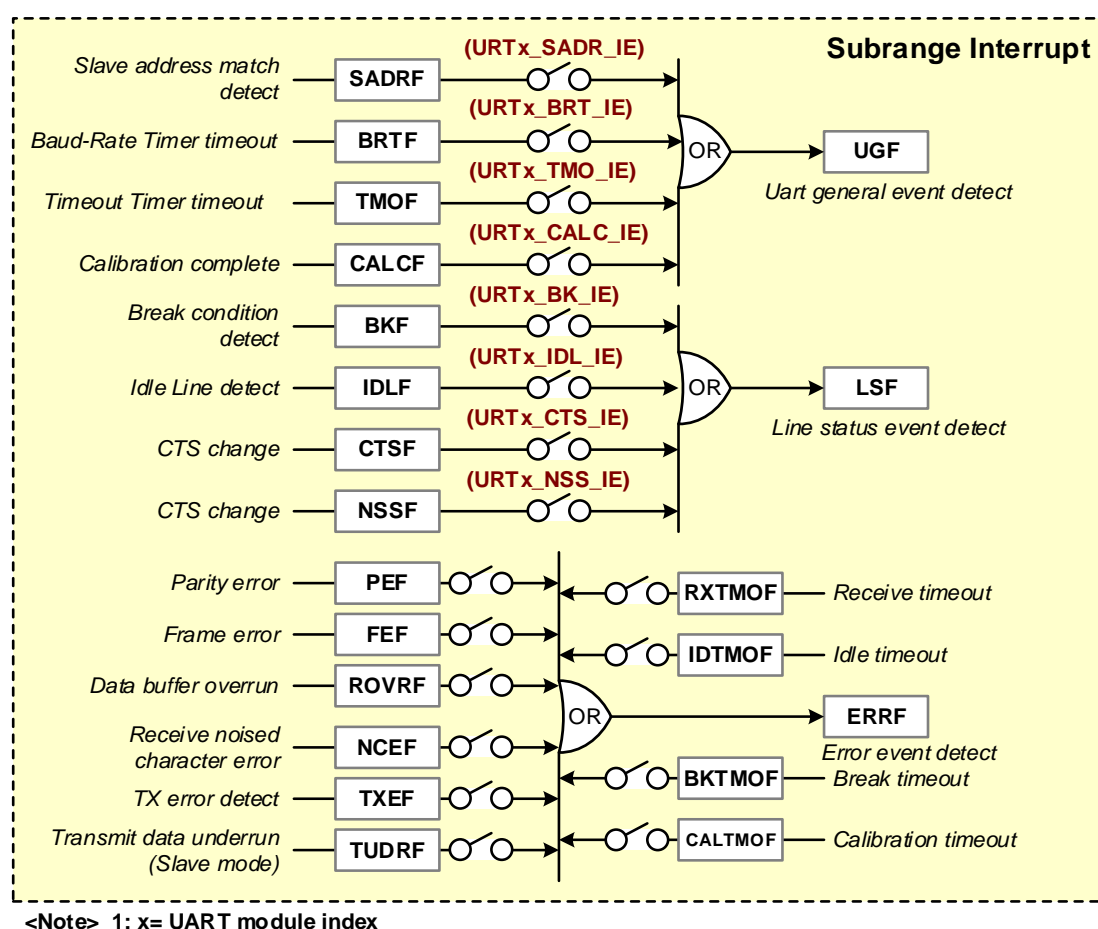 Subrange Interrupt
(URTx_SADR_IE)
Slave address match
detect
SADRF
(URTx_BRT_IE)
Baud-Rate Timer timeout
BRTF
OR
UGF
Uart general event detect
(URTx_TMO_IE)
Timeout Timer timeout
TMOF
(URTx_CALC_IE)
Calibration complete
CALCF
(URTx_BK_IE)
Break condition
detect
BKF
(URTx_IDL_IE)
Idle Line detect
IDLF
OR
LSF
Line status event detect
(URTx_CTS_IE)
CTS change
CTSF
(URTx_NSS_IE)
CTS change
NSSF
Parity error
PEF
RXTMOF
Receive timeout
Frame error
FEF
IDTMOF
Idle timeout
Data buffer overrun
ROVRF
OR
ERRF
Error event detect
Receive noised
character error
NCEF
BKTMOF
Break timeout
TX error detect
TXEF
Transmit data underrun
(Slave mode)
TUDRF
CALTMOF
Calibration timeout
<Note> 1: x= UART module index